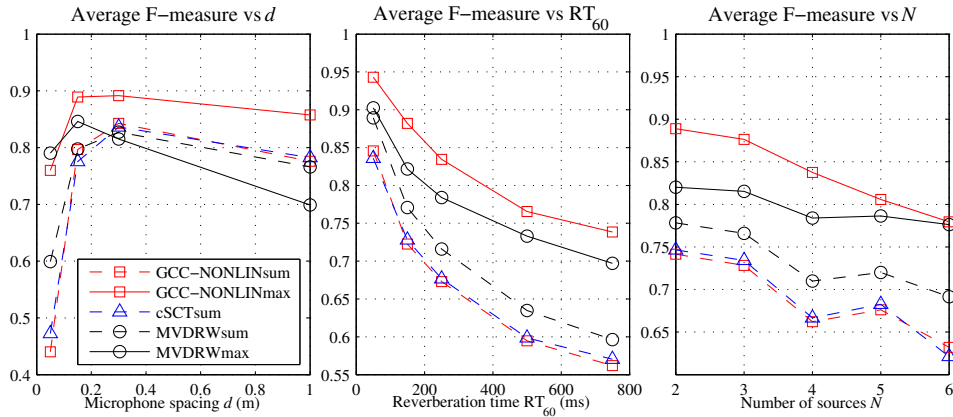 Average F−measure vs d
1
0.9
0.8
0.7
0.6
0.5
0.4
0 0.2 0.4 0.6 0.8 1
Microphone spacing d (m)
GCC−NONLINsum
GCC−NONLINmax
cSCTsum
MVDRWsum
MVDRWmax
Average F−measure vs RT60
1
0.95
0.9
0.85
0.8
0.75
0.7
0.65
0.6
0.55
0 200 400 600 800
Reverberation time RT60 (ms)
Average F−measure vs N
1
0.95
0.9
0.85
0.8
0.75
0.7
0.65
2 3 4 5 6
Number of sources N